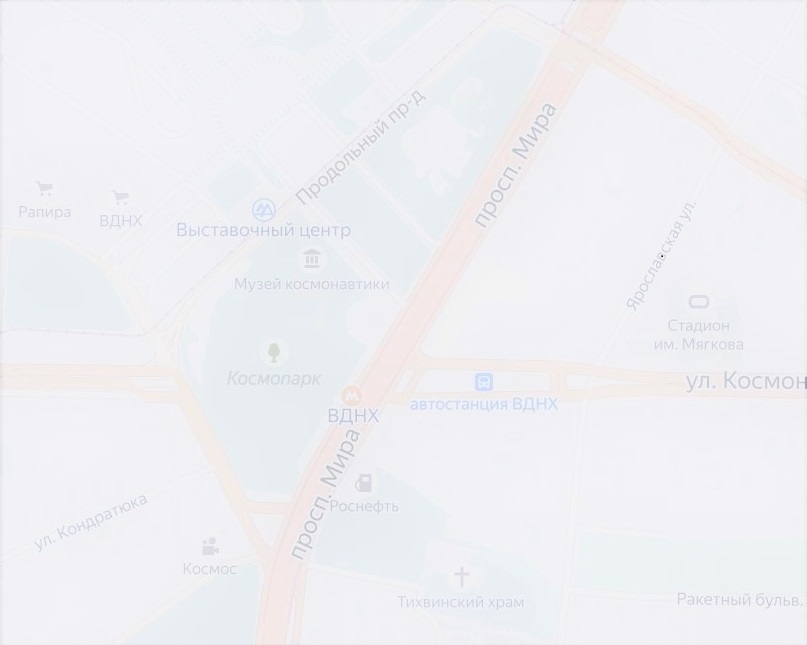 Продольный пр-д
просп. Мира
Рапира
ВДНХ
Выставочный центр
Ярославская ул.
Музей космонавтики
Стадион
им. Мягкова
Космопарк
ул. Космон
автостанция ВДНХ
ВДНХ
просп. Мира
Роснефть
ул. Кондратюка
Космос
Тихвинский храм
Ракетный бульв.